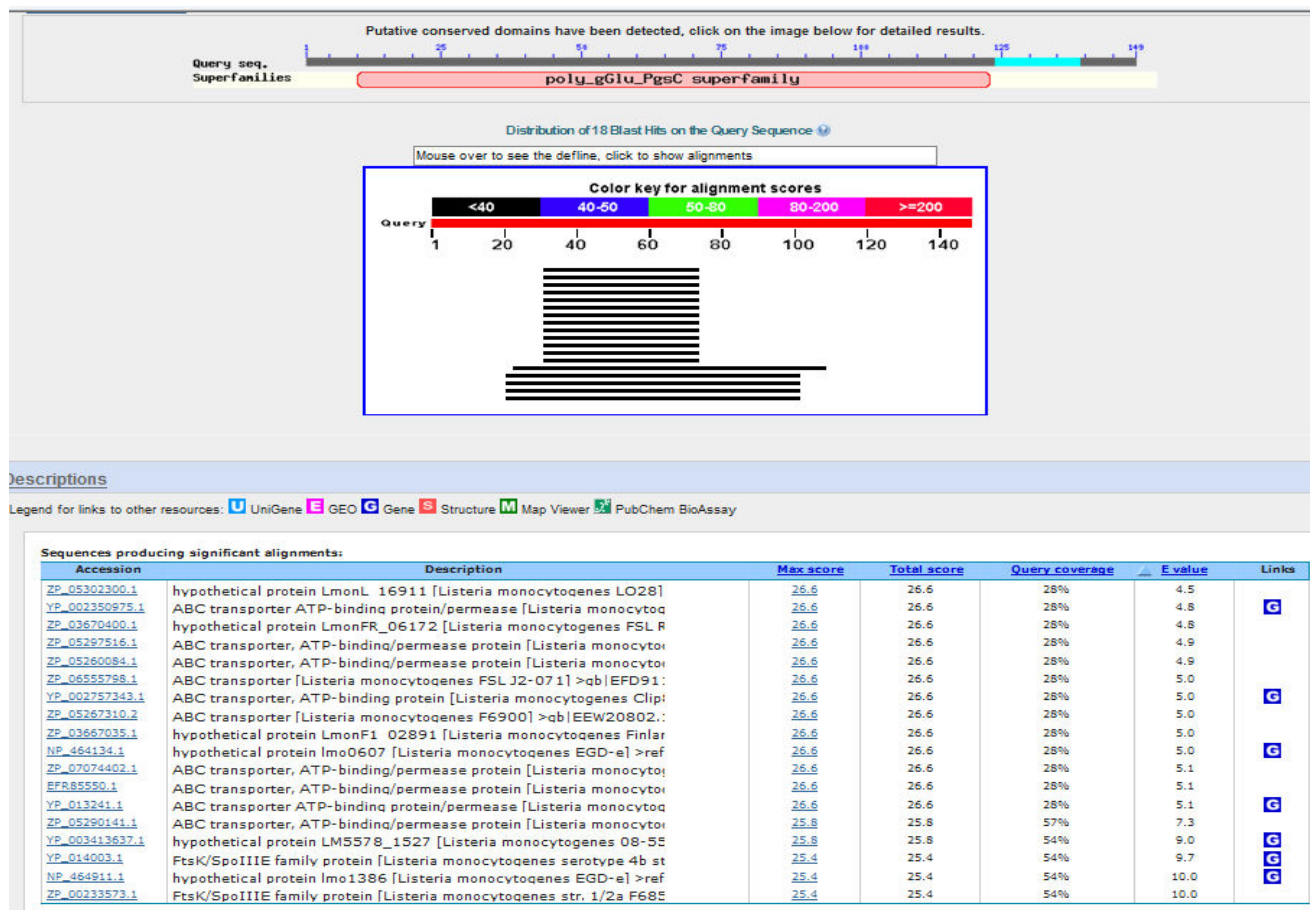 Putative conserved domains have been detected, click on the image below for detailed results.
1 25 50 75 100 125 149
Query seq.
Superfamilies poly_gGlu_PgsC superfamily
Distribution of 18 Blast Hits on the Query Sequence
Mouse over to see the defline, click to show alignments
Color key for alignment scores
<40 40-50 50-80 80-200 >=200
Query
1 20 40 60 80 100 120 140
Descriptions
Legend for links to other resources: U UniGene E GEO G Gene S Structure M Map Viewer PubChem BioAssay
Sequences producing significant alignments:
Accession Description Max score Total score Query coverage E value Links
ZP_05302300.1 hypothetical protein LmonL_16911 [Listeria monocytogenes LO28] 26.6 26.6 28% 4.5
YP_002350975.1 ABC transporter ATP-binding protein/permease [Listeria monocytog 26.6 26.6 28% 4.8 G
ZP_03670400.1 hypothetical protein LmonFR_06172 [Listeria monocytogenes FSL R 26.6 26.6 28% 4.8
ZP_05297516.1 ABC transporter, ATP-binding/permease protein [Listeria monocyto 26.6 26.6 28% 4.9
ZP_05260084.1 ABC transporter, ATP-binding/permease protein [Listeria monocyto 26.6 26.6 28% 4.9
ZP_06555798.1 ABC transporter [Listeria monocytogenes FSL J2-071] >gb|EFD911 26.6 26.6 28% 5.0
YP_002757343.1 ABC transporter, ATP-binding protein [Listeria monocytogenes Clip8 26.6 26.6 28% 5.0 G
ZP_05267310.2 ABC transporter [Listeria monocytogenes F6900] >gb|EEW20802.1 26.6 26.6 28% 5.0
ZP_03667035.1 hypothetical protein LmonF1_02891 [Listeria monocytogenes Finlar 26.6 26.6 28% 5.0
NP_464134.1 hypothetical protein lmo0607 [Listeria monocytogenes EGD-e] >ref 26.6 26.6 28% 5.0 G
ZP_07074402.1 ABC transporter, ATP-binding/permease protein [Listeria monocytog 26.6 26.6 28% 5.1
EFR85550.1 ABC transporter, ATP-binding/permease protein [Listeria monocyto 26.6 26.6 28% 5.1
YP_013241.1 ABC transporter ATP-binding protein/permease [Listeria monocytog 26.6 26.6 28% 5.1 G
ZP_05290141.1 ABC transporter, ATP-binding/permease protein [Listeria monocyto 25.8 25.8 57% 7.3
YP_003413637.1 hypothetical protein LM5578_1527 [Listeria monocytogenes 08-55 25.8 25.8 54% 9.0 G
YP_014003.1 FtsK/SpoIIIE family protein [Listeria monocytogenes serotype 4b st 25.4 25.4 54% 9.7 G
NP_464911.1 hypothetical protein lmo1386 [Listeria monocytogenes EGD-e] >ref 25.4 25.4 54% 10.0 G
ZP_00233573.1 FtsK/SpoIIIE family protein [Listeria monocytogenes str. 1/2a F685 25.4 25.4 54% 10.0